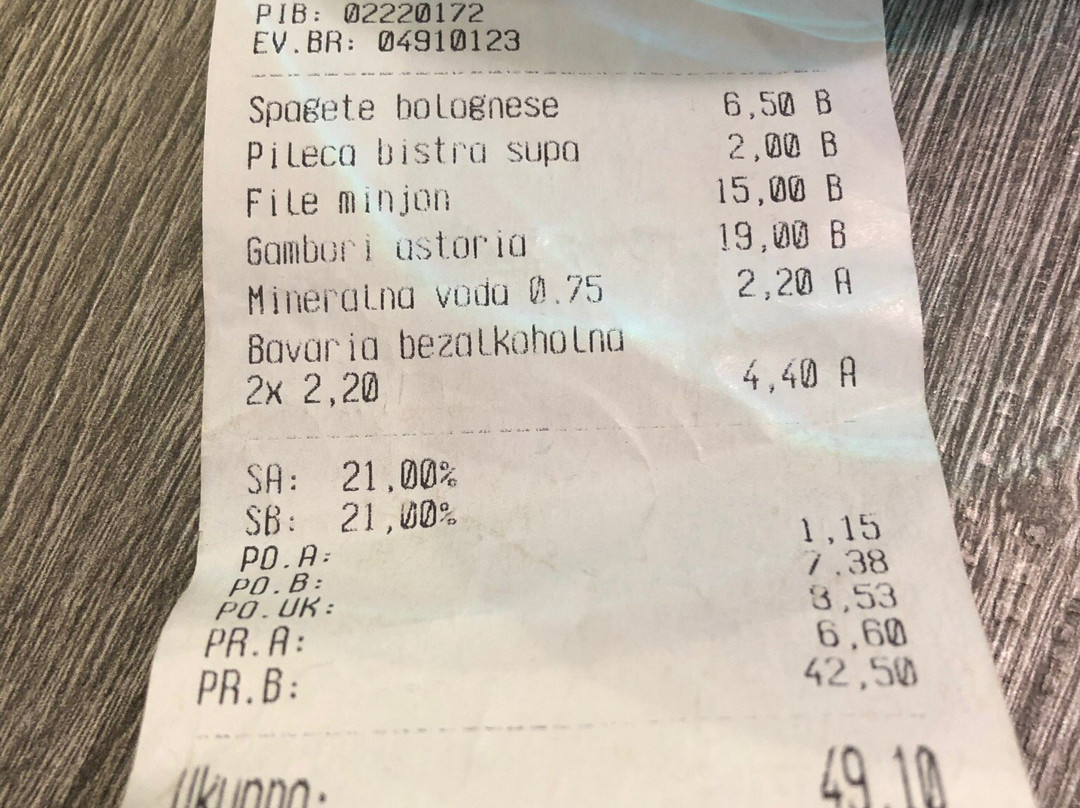 PIB: 02220172
EV.BR: 04910123
Spagete bolognese 6,50 B
Pileca bistra supa 2,00 B
File minjon 15,00 B
Gambori astoria 19,00 B
Mineralna voda 0.75 2,20 A
Bavaria bezalkoholna
2x 2,20 4,40 A
SA: 21,00%
SB: 21,00%
PO.A: 1,15
PO.B: 7,38
PO.UK: 8,53
PR.A: 6,60
PR.B: 42,50
Ukupno: 49,10